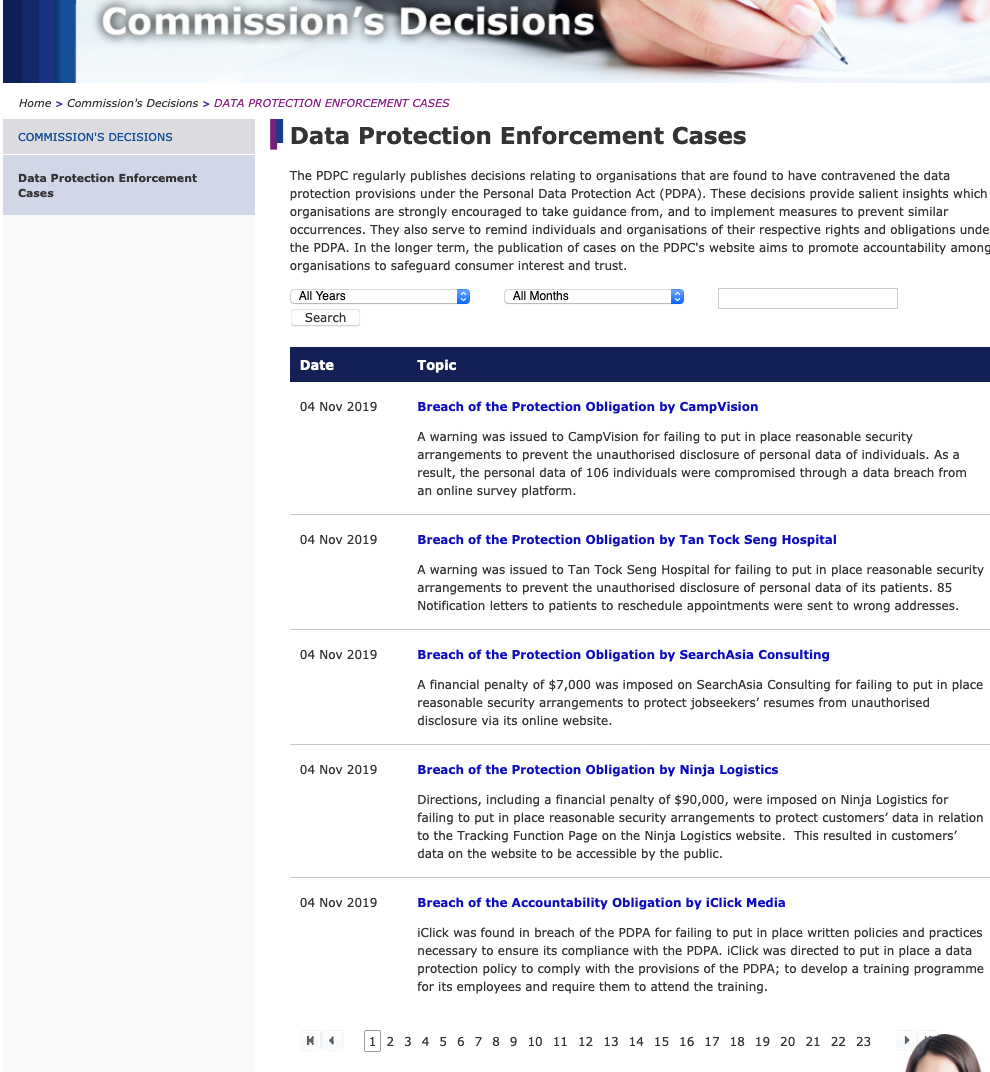 Commission's Decisions
Home > Commission's Decisions > DATA PROTECTION ENFORCEMENT CASES
COMMISSION'S DECISIONS
Data Protection Enforcement
Cases
Data Protection Enforcement Cases
The PDPC regularly publishes decisions relating to organisations that are found to have contravened the data
protection provisions under the Personal Data Protection Act (PDPA). These decisions provide salient insights which
organisations are strongly encouraged to take guidance from, and to implement measures to prevent similar
occurrences. They also serve to remind individuals and organisations of their respective rights and obligations unde
the PDPA. In the longer term, the publication of cases on the PDPC's website aims to promote accountability among
organisations to safeguard consumer interest and trust.
All Years All Months
Search
Date Topic
04 Nov 2019 Breach of the Protection Obligation by CampVision
A warning was issued to CampVision for failing to put in place reasonable security
arrangements to prevent the unauthorised disclosure of personal data of individuals. As a
result, the personal data of 106 individuals were compromised through a data breach from
an online survey platform.
04 Nov 2019 Breach of the Protection Obligation by Tan Tock Seng Hospital
A warning was issued to Tan Tock Seng Hospital for failing to put in place reasonable security
arrangements to prevent the unauthorised disclosure of personal data of its patients. 85
Notification letters to patients to reschedule appointments were sent to wrong addresses.
04 Nov 2019 Breach of the Protection Obligation by SearchAsia Consulting
A financial penalty of $7,000 was imposed on SearchAsia Consulting for failing to put in place
reasonable security arrangements to protect jobseekers’ resumes from unauthorised
disclosure via its online website.
04 Nov 2019 Breach of the Protection Obligation by Ninja Logistics
Directions, including a financial penalty of $90,000, were imposed on Ninja Logistics for
failing to put in place reasonable security arrangements to protect customers’ data in relation
to the Tracking Function Page on the Ninja Logistics website. This resulted in customers’
data on the website to be accessible by the public.
04 Nov 2019 Breach of the Accountability Obligation by iClick Media
iClick was found in breach of the PDPA for failing to put in place written policies and practices
necessary to ensure its compliance with the PDPA. iClick was directed to put in place a data
protection policy to comply with the provisions of the PDPA; to develop a training programme
for its employees and require them to attend the training.
1 2 3 4 5 6 7 8 9 10 11 12 13 14 15 16 17 18 19 20 21 22 23